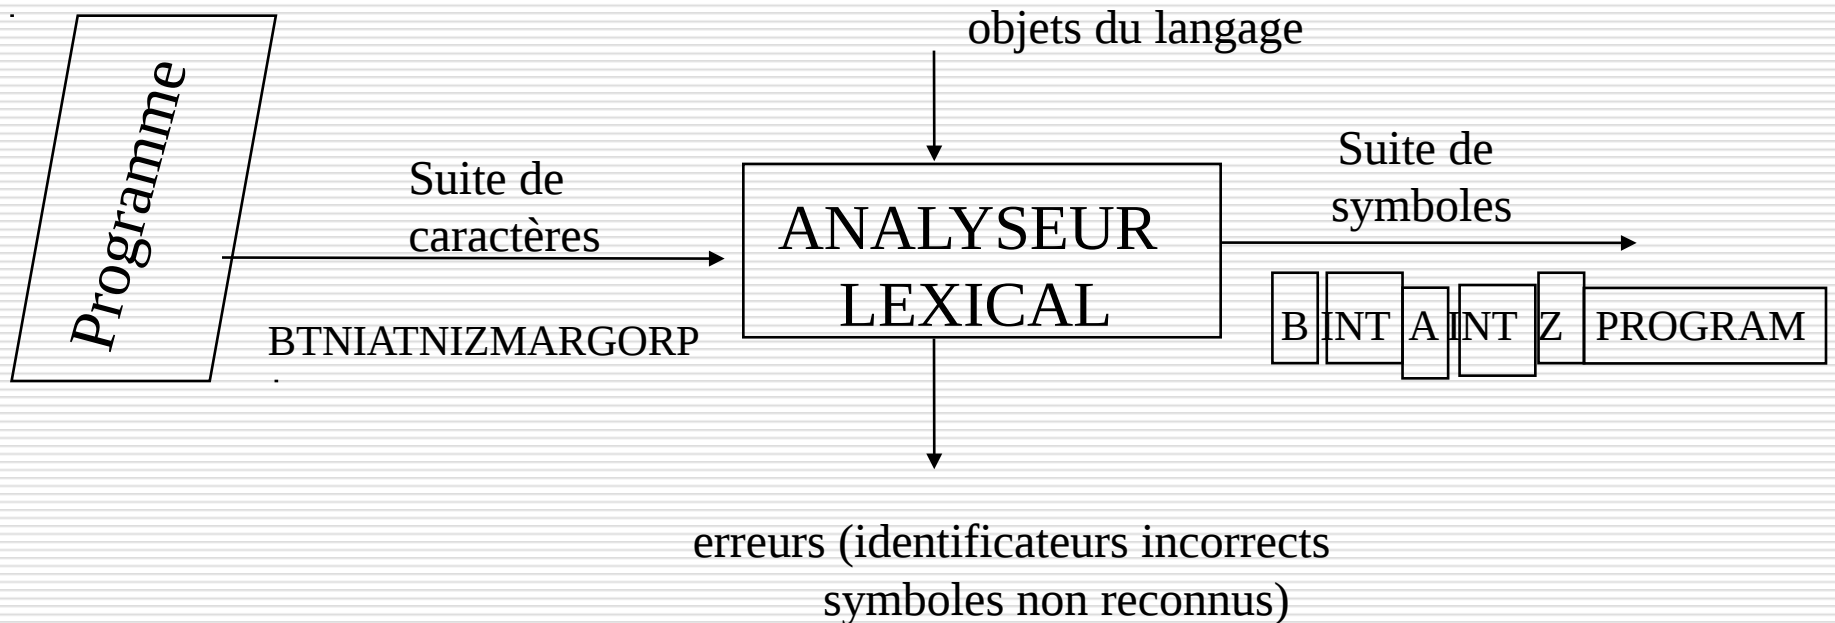 objets du langage
Programme
Suite de
caractères
BTNIATNIZMARGORP
ANALYSEUR
LEXICAL
Suite de
symboles
B INT A INT Z PROGRAM
erreurs (identificateurs incorrects
symboles non reconnus)